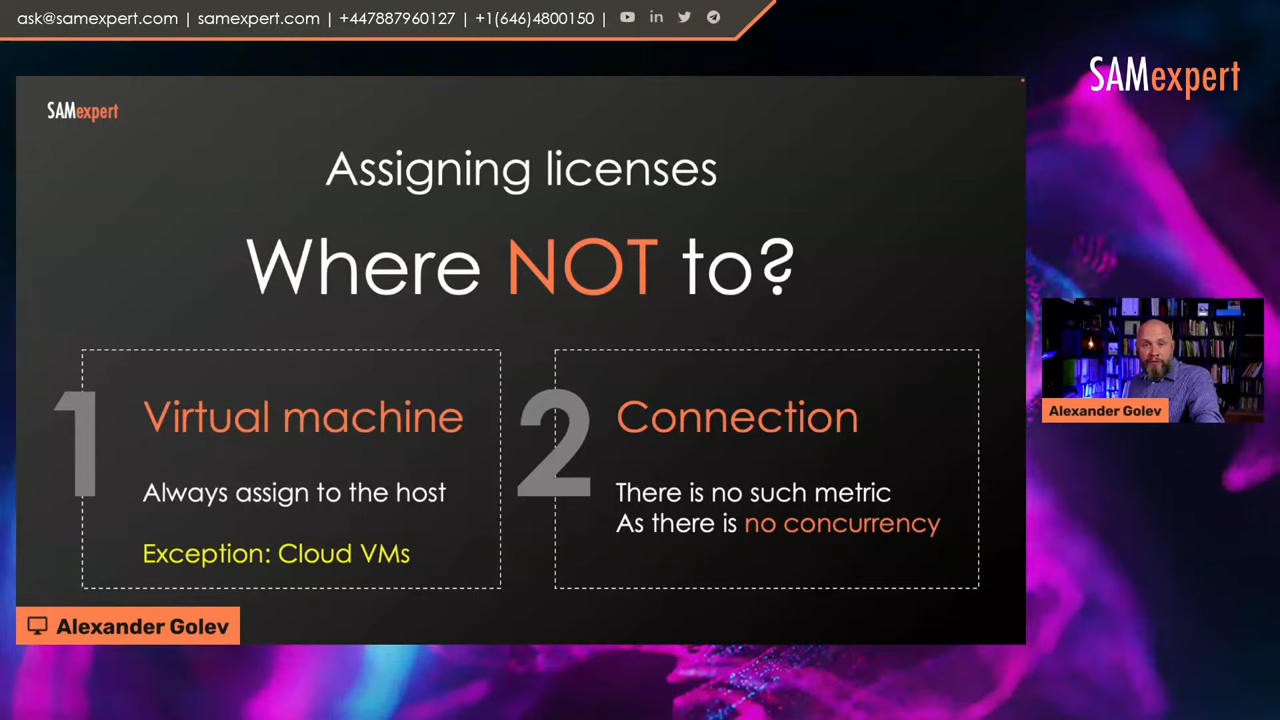 ask@samexpert.com | samexpert.com | +447887960127 | +1(646)4800150 |
SAMexpert
SAMexpert
Assigning licenses
Where NOT to?
1
Virtual machine
Always assign to the host
Exception: Cloud VMs
2
Connection
There is no such metric
As there is no concurrency
Alexander Golev
Alexander Golev